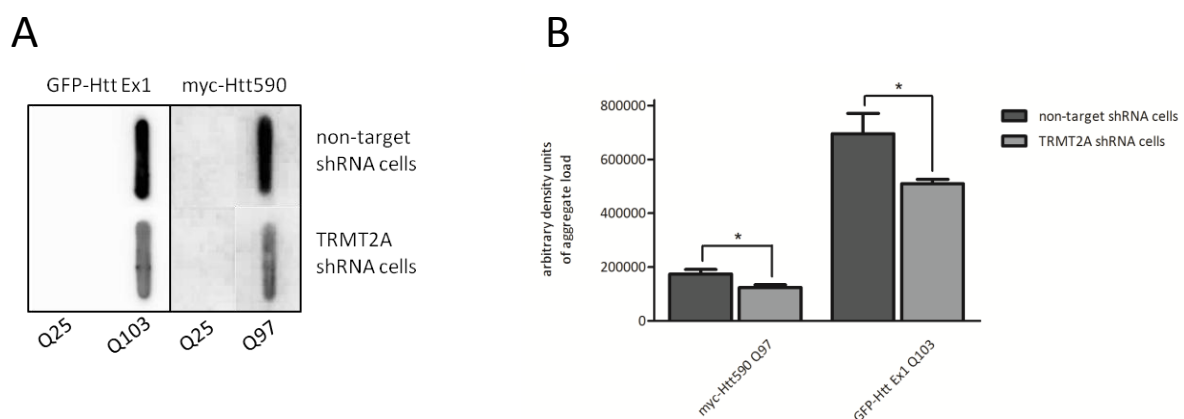 A
GFP-Htt Ex1 myc-Htt590
non-target
shRNA cells
TRMT2A
shRNA cells
Q25 Q103 Q25 Q97
B
arbitrary density units
of aggregate load
800000
600000
400000
200000
0
*
*
myc-Htt590 Q97
GFP-Htt Ex1 Q103
non-target shRNA cells
TRMT2A shRNA cells